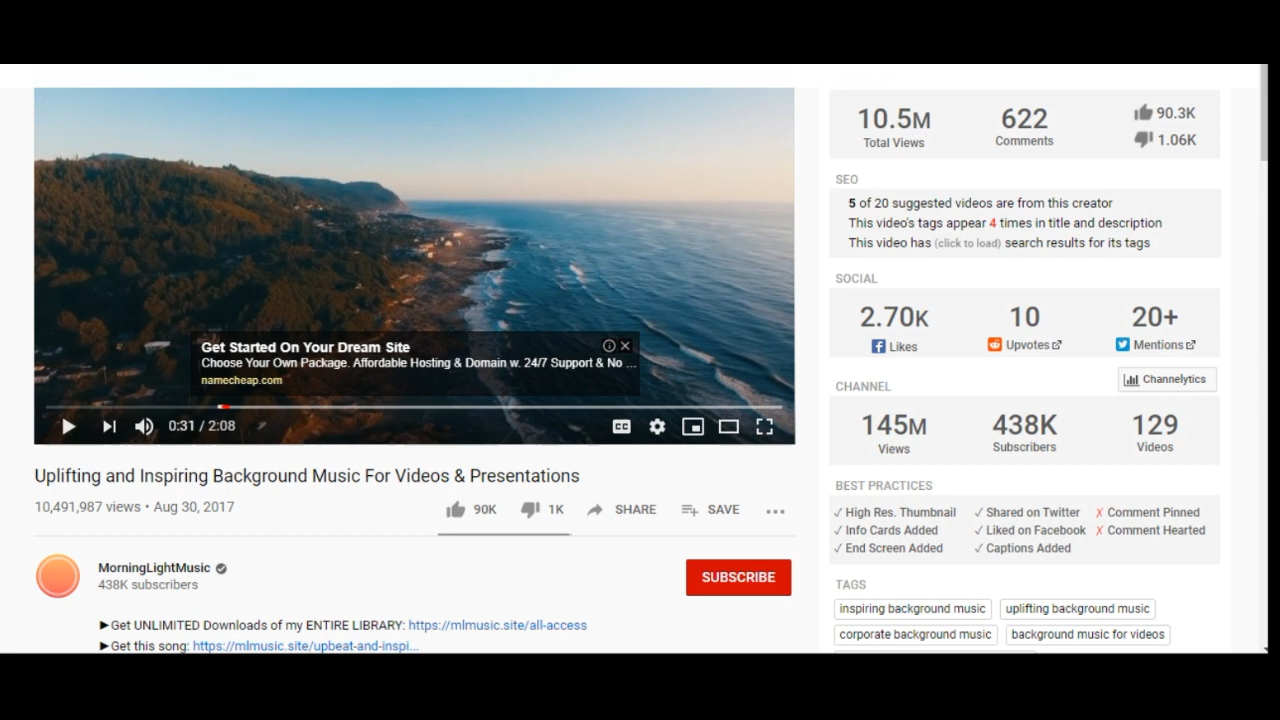 Get Started On Your Dream Site
Choose Your Own Package. Affordable Hosting & Domain w. 24/7 Support & No ...
namecheap.com
0:31 / 2:08
CC
Uplifting and Inspiring Background Music For Videos & Presentations
10,491,987 views • Aug 30, 2017
90K 1K SHARE SAVE
MorningLightMusic
438K subscribers
SUBSCRIBE
►Get UNLIMITED Downloads of my ENTIRE LIBRARY: https://mlmusic.site/all-access
►Get this song: https://mlmusic.site/upbeat-and-inspi...
10.5M 622 90.3K
Total Views Comments 1.06K
SEO
5 of 20 suggested videos are from this creator
This video's tags appear 4 times in title and description
This video has (click to load) search results for its tags
SOCIAL
2.70K 10 20+
Likes Upvotes Mentions
CHANNEL Channelytics
145M 438K 129
Views Subscribers Videos
BEST PRACTICES
✓ High Res. Thumbnail ✓ Shared on Twitter ✗ Comment Pinned
✓ Info Cards Added ✓ Liked on Facebook ✗ Comment Hearted
✓ End Screen Added ✓ Captions Added
TAGS
inspiring background music uplifting background music
corporate background music background music for videos